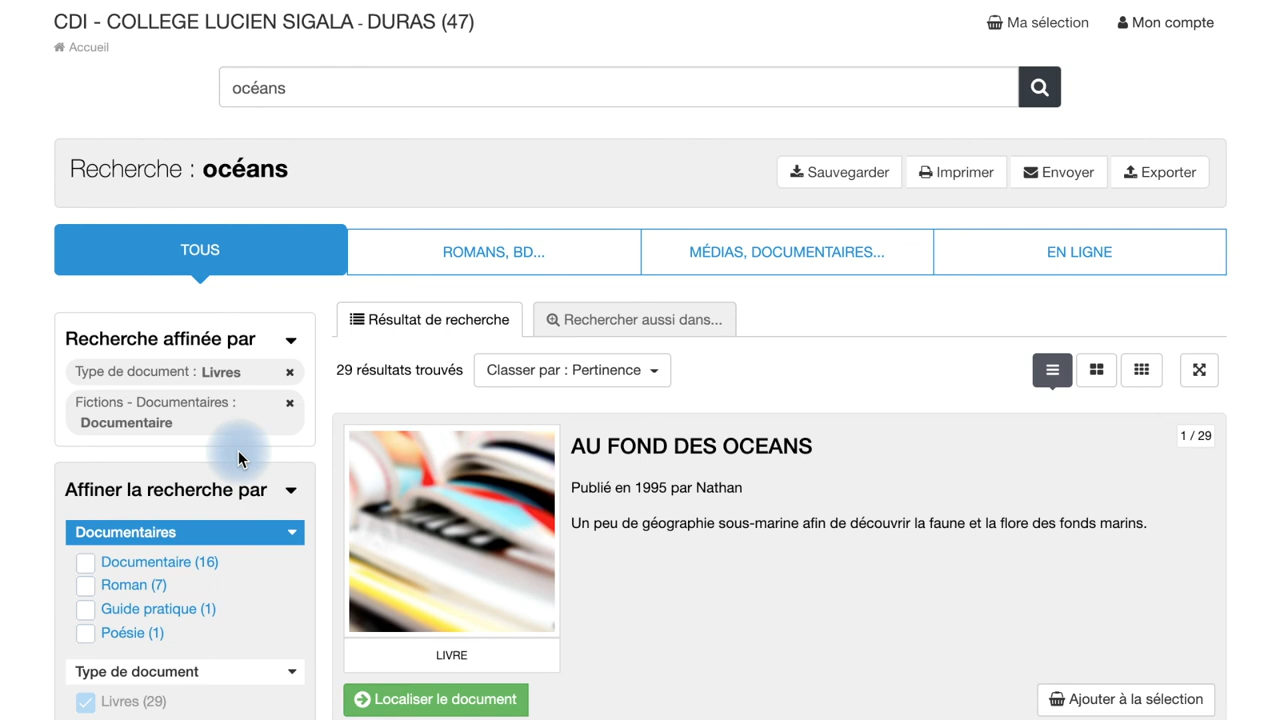 CDI - COLLEGE LUCIEN SIGALA - DURAS (47)
Ma sélection
Mon compte
Accueil
océans
Recherche : océans
Sauvegarder
Imprimer
Envoyer
Exporter
TOUS
ROMANS, BD...
MÉDIAS, DOCUMENTAIRES...
EN LIGNE
Recherche affinée par
Type de document : Livres
Fictions - Documentaires :
Documentaire
Affiner la recherche par
Documentaires
Documentaire (16)
Roman (7)
Guide pratique (1)
Poésie (1)
Type de document
Livres (29)
Résultat de recherche
Rechercher aussi dans...
29 résultats trouvés
Classer par : Pertinence
AU FOND DES OCEANS
1 / 29
Publié en 1995 par Nathan
Un peu de géographie sous-marine afin de découvrir la faune et la flore des fonds marins.
LIVRE
Localiser le document
Ajouter à la sélection